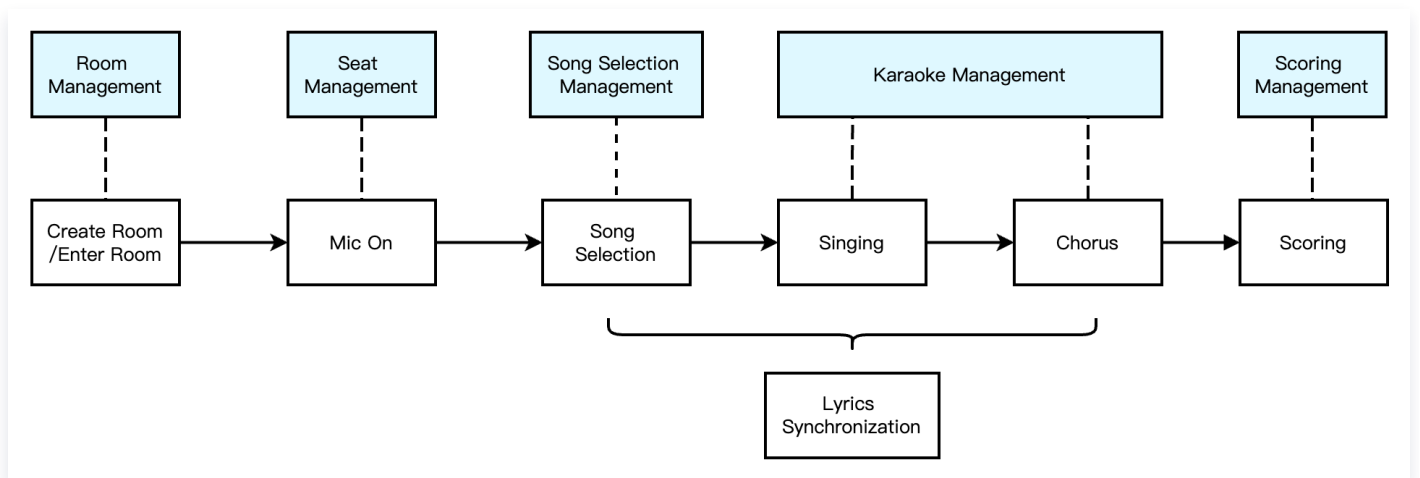 Room
Management
Seat
Management
Song Selection
Management
Karaoke Management
Scoring
Management
Create Room
/Enter Room
Mic On
Song
Selection
Singing
Chorus
Scoring
Lyrics
Synchronization